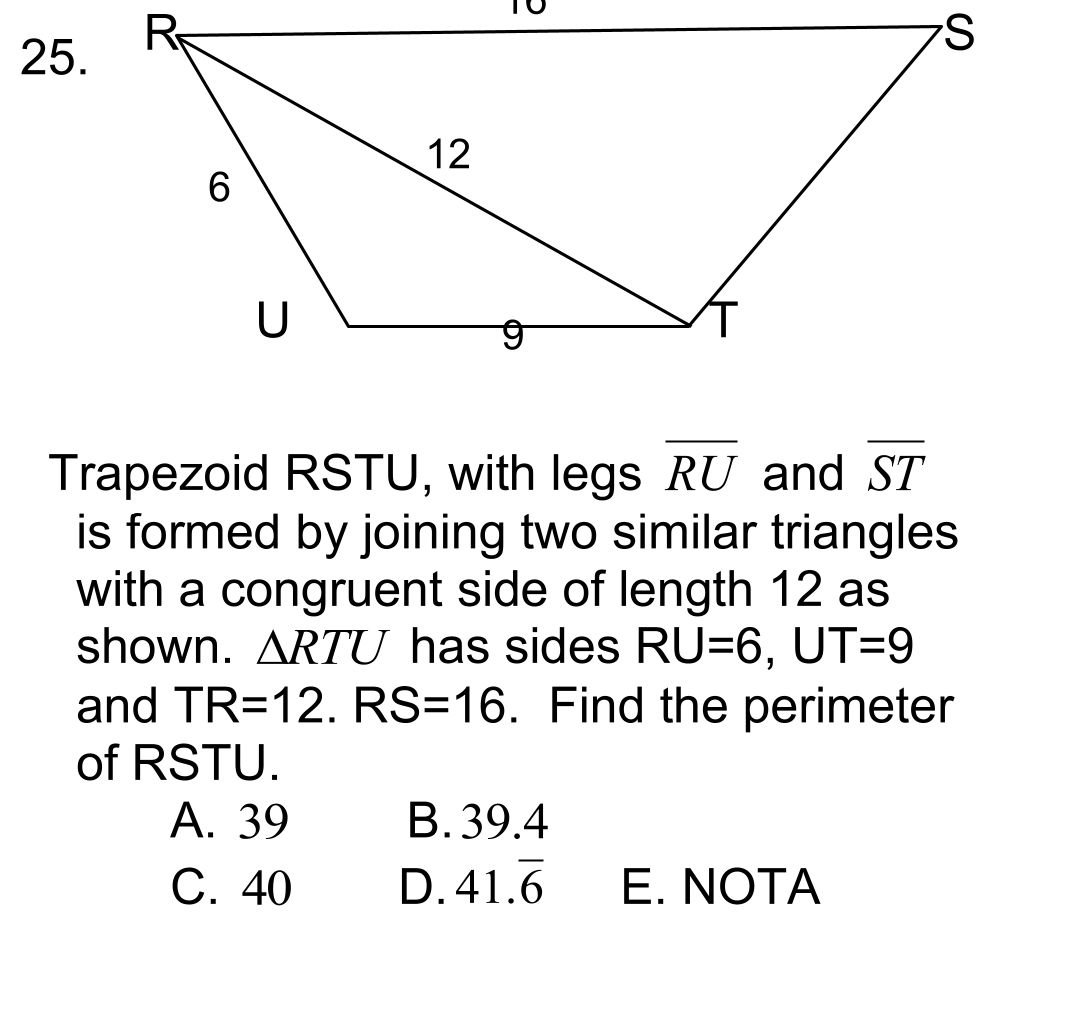 16
25.
R
S
12
6
U
T
9
Trapezoid RSTU, with legs RU and ST
is formed by joining two similar triangles
with a congruent side of length 12 as
shown. ΔRTU has sides RU=6, UT=9
and TR=12. RS=16. Find the perimeter
of RSTU.
A. 39 B. 39.4
C. 40 D. 41.6̅ E. NOTA